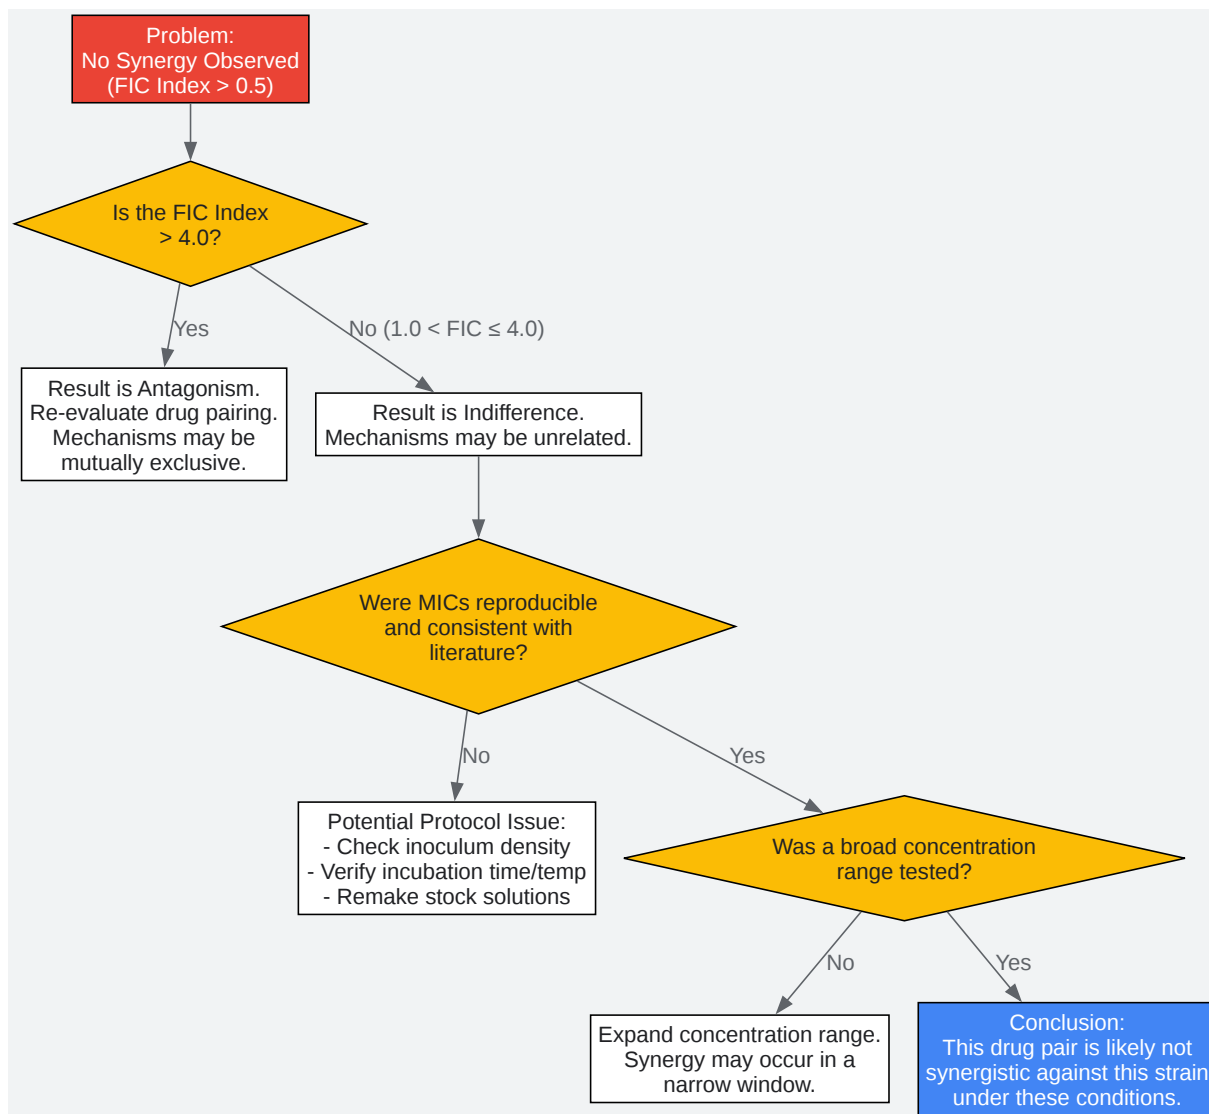 Problem:
No Synergy Observed
(FIC Index > 0.5)
Is the FIC Index
> 4.0?
Yes
No (1.0 < FIC ≤ 4.0)
Result is Antagonism.
Re-evaluate drug pairing.
Mechanisms may be
mutually exclusive.
Result is Indifference.
Mechanisms may be unrelated.
Were MICs reproducible
and consistent with
literature?
No
Yes
Potential Protocol Issue:
- Check inoculum density
- Verify incubation time/temp
- Remake stock solutions
Was a broad concentration
range tested?
No
Yes
Expand concentration range.
Synergy may occur in a
narrow window.
Conclusion:
This drug pair is likely not
synergistic against this strain
under these conditions.